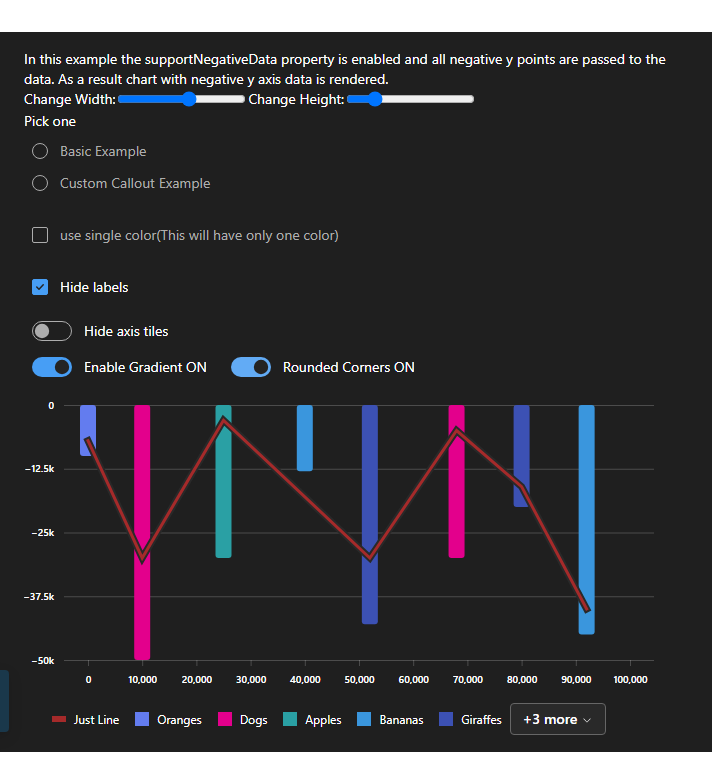 In this example the supportNegativeData property is enabled and all negative y points are passed to the
data. As a result chart with negative y axis data is rendered.
Change Width: Change Height:
Pick one
Basic Example
Custom Callout Example
use single color(This will have only one color)
Hide labels
Hide axis tiles
Enable Gradient ON Rounded Corners ON
0
−12.5k
−25k
−37.5k
−50k
0 10,000 20,000 30,000 40,000 50,000 60,000 70,000 80,000 90,000 100,000
Just Line Oranges Dogs Apples Bananas Giraffes +3 more